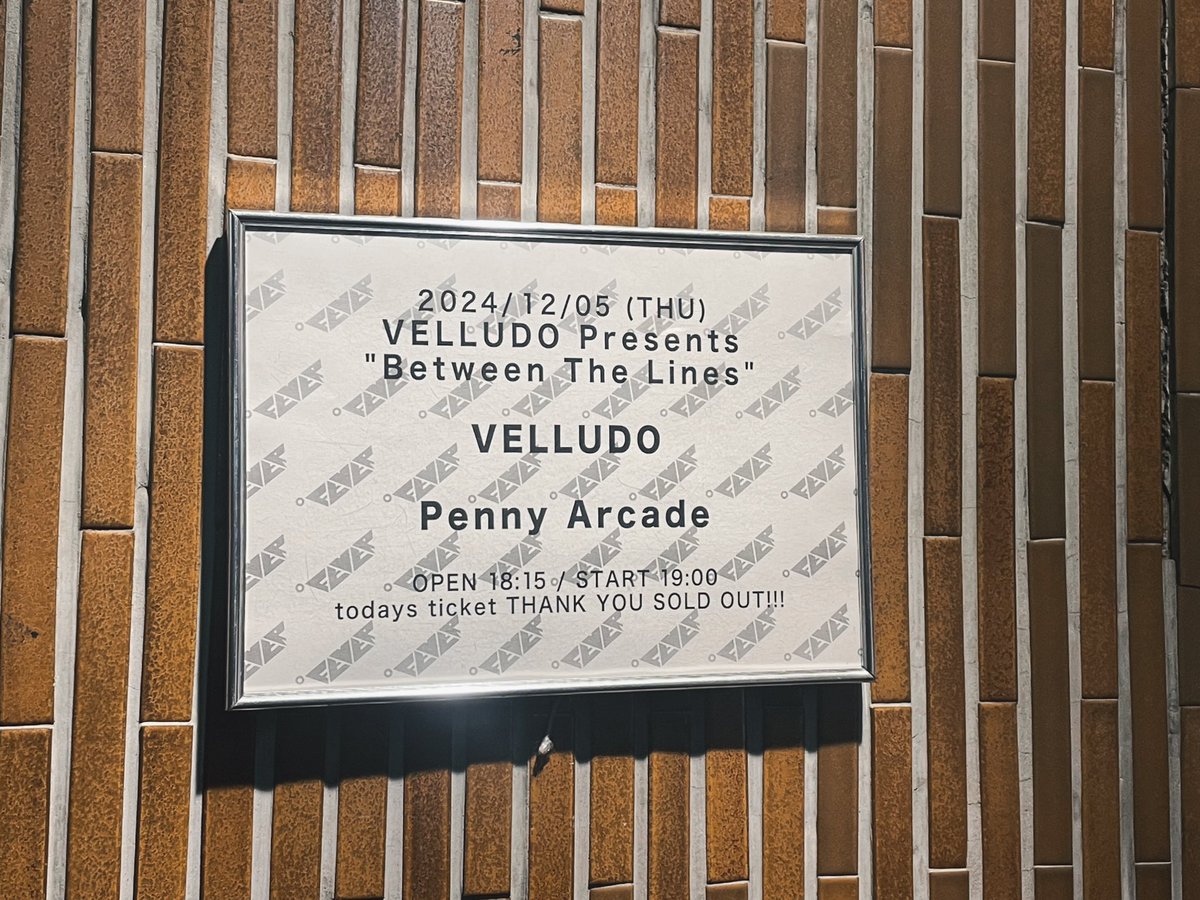 2024/12/05 (THU)
VELLUDO Presents
"Between The Lines"
VELLUDO
Penny Arcade
OPEN 18:15 / START 19:00
todays ticket THANK YOU SOLD OUT!!!